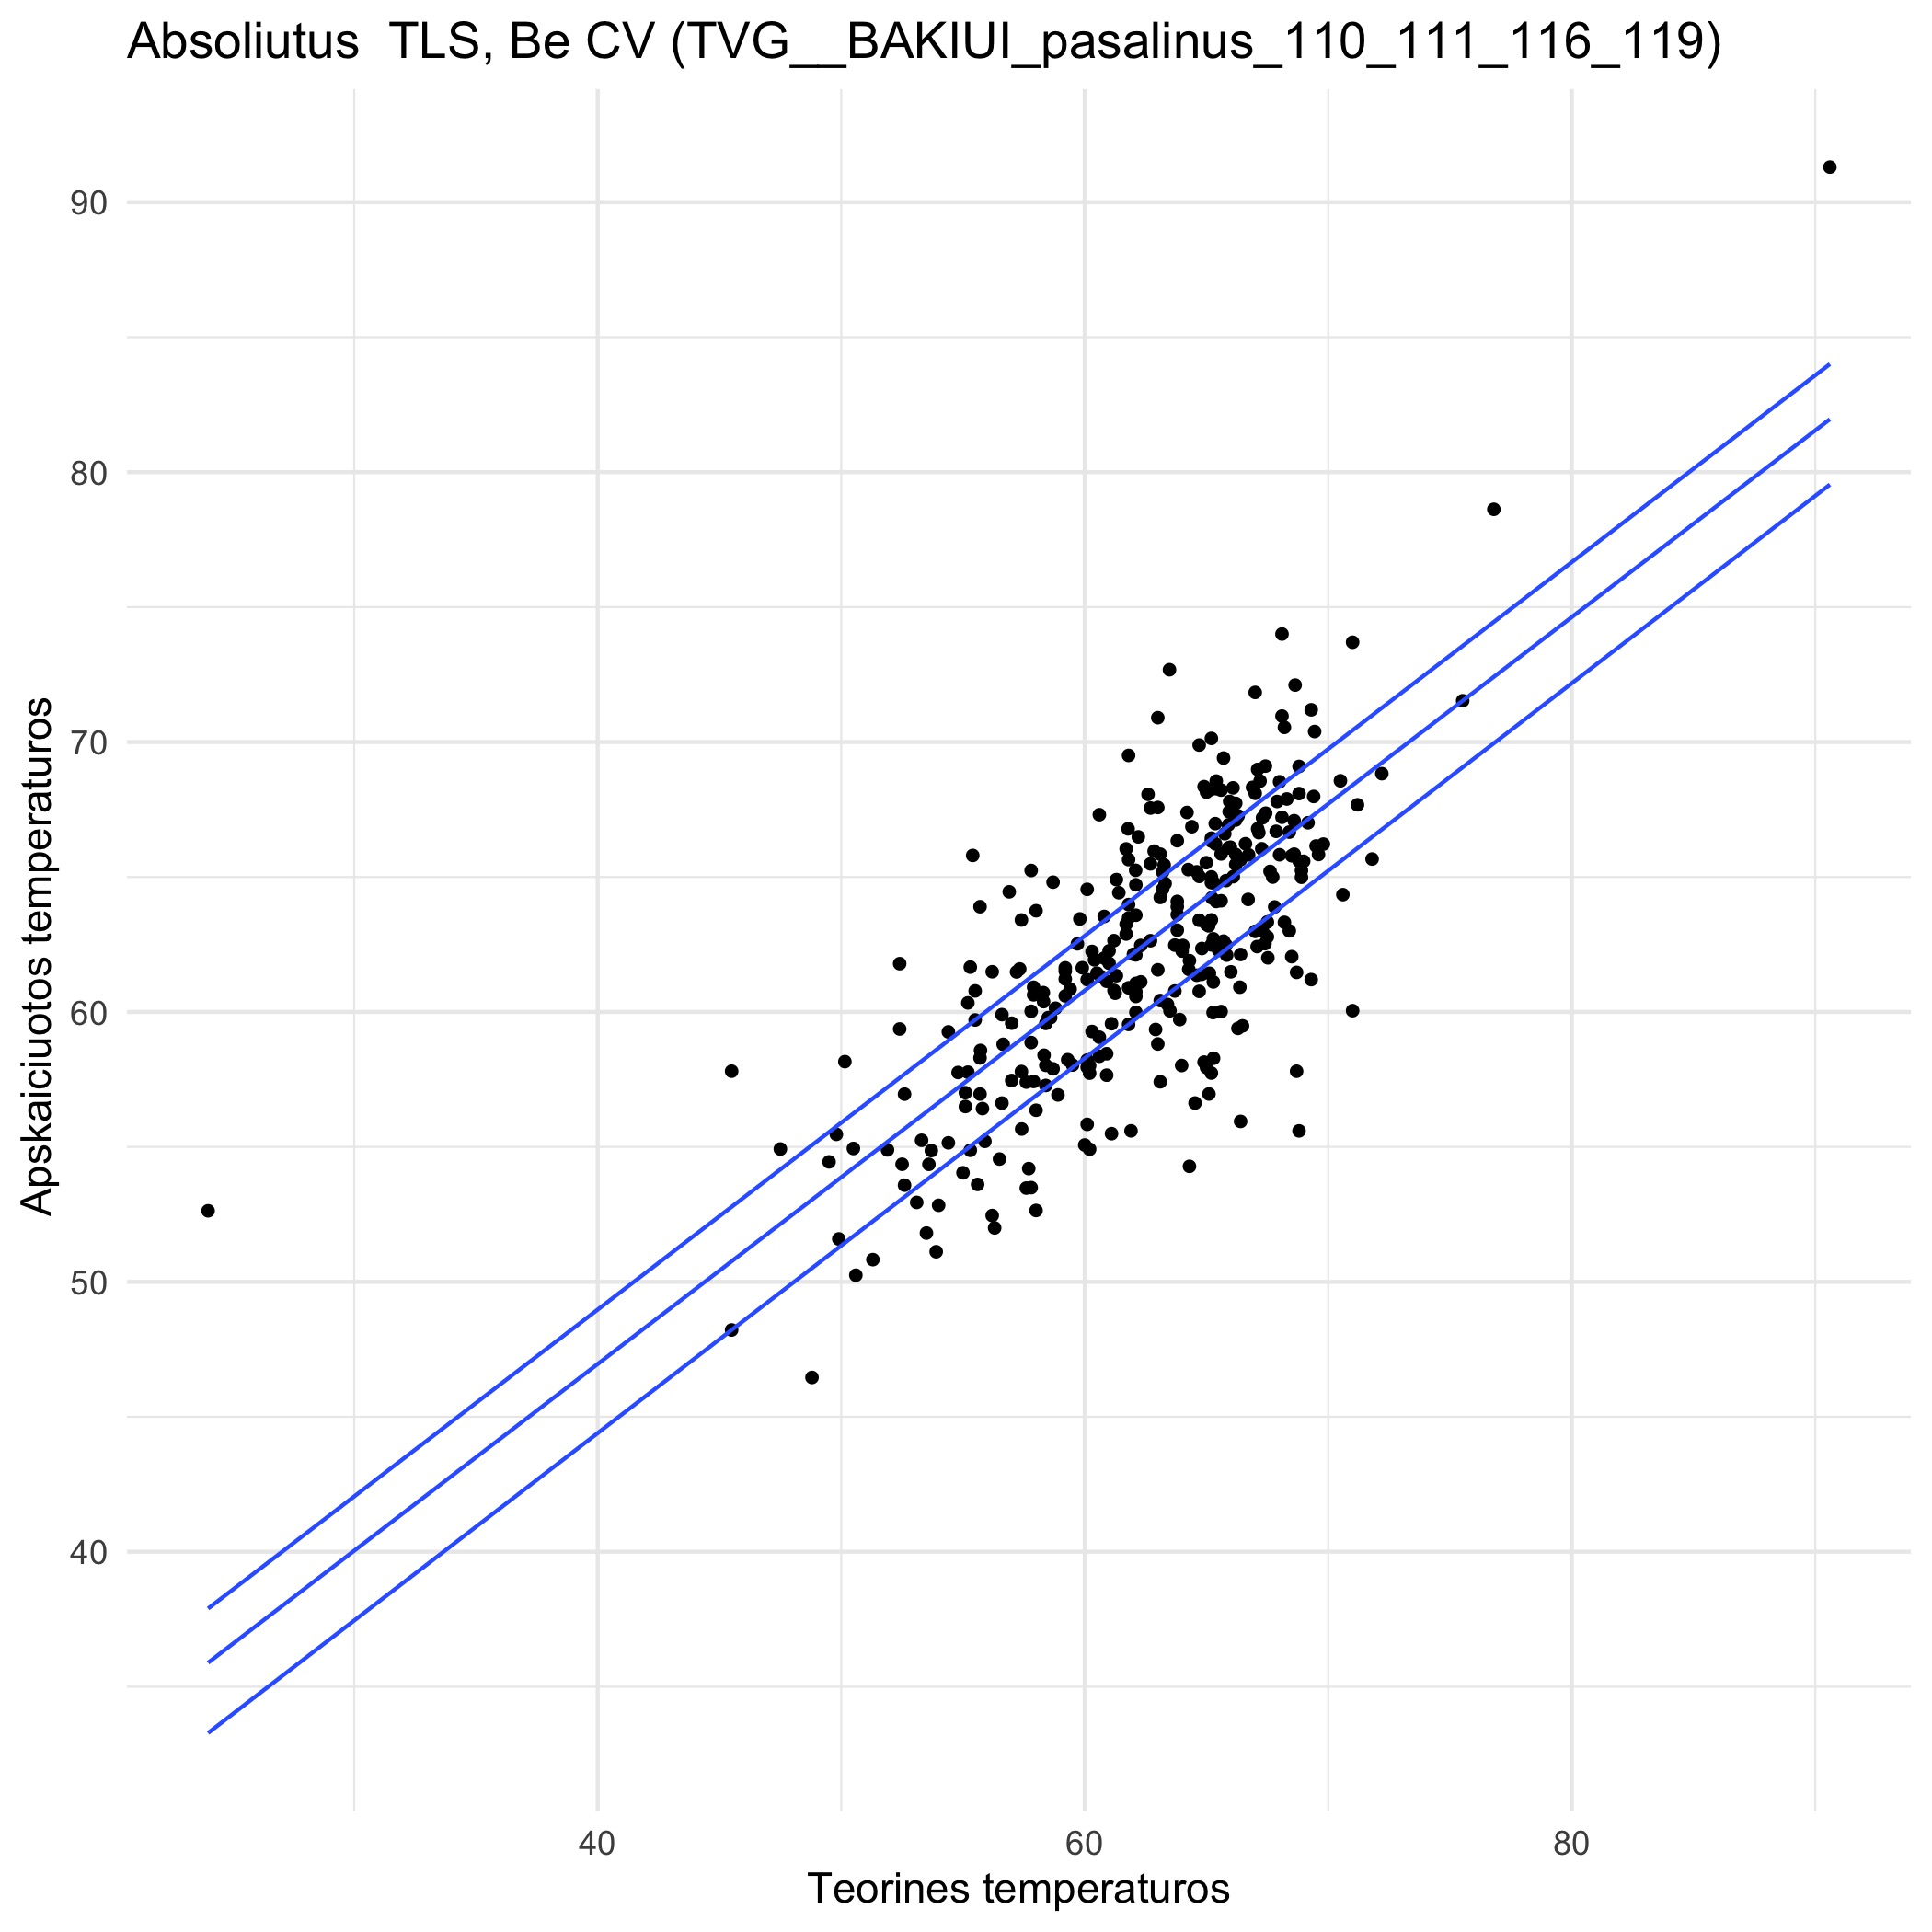 Absoliutus  TLS, Be CV (TVG__BAKIUI_pasalinus_110_111_116_119)
90
80
70
60
50
40
Apskaiciuotos temperaturos
40 60 80
Teorines temperaturos